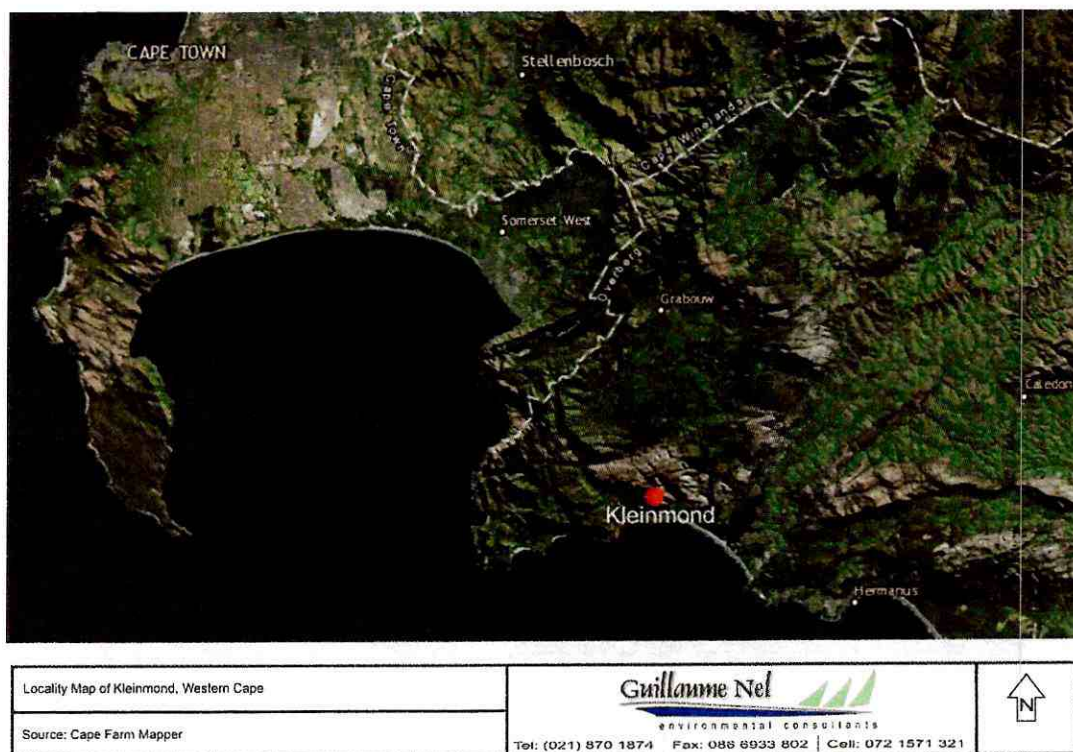 CAPE TOWN
Stellenbosch
Cape Town
Cape Winelands
Somerset West
Overberg
Grabouw
Caledon
Kleinmond
Hermanus
Locality Map of Kleinmond, Western Cape
Source: Cape Farm Mapper
Guillaume Nel
environmental consultants
Tel: (021) 870 1874 Fax: 086 6933 802 | Cell: 072 1571 321
N